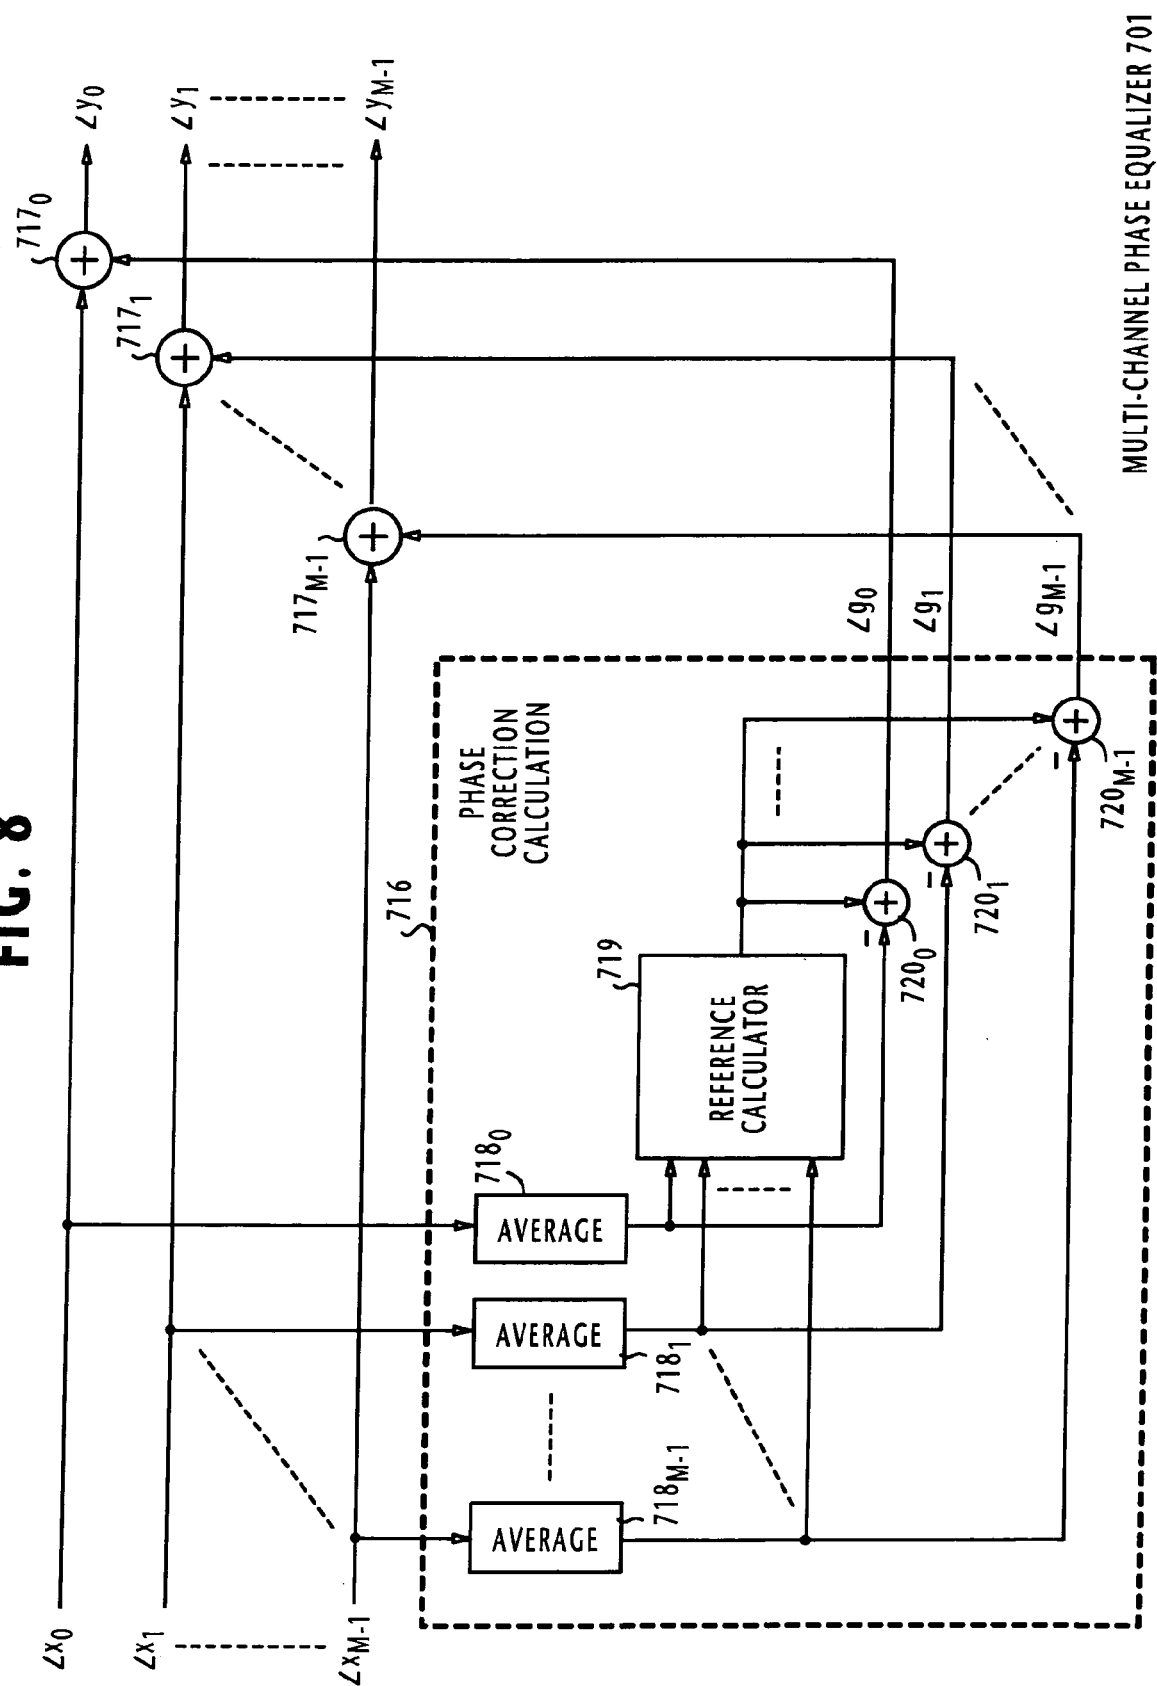 FIG. 8
∠x0
∠x1
∠xM-1
7170
7171
717M-1
∠y0
∠y1
∠yM-1
716
PHASE
CORRECTION
CALCULATION
AVERAGE
7180
AVERAGE
7181
AVERAGE
718M-1
719
REFERENCE
CALCULATOR
7200
7201
720M-1
∠g0
∠g1
∠gM-1
MULTI-CHANNEL PHASE EQUALIZER 701